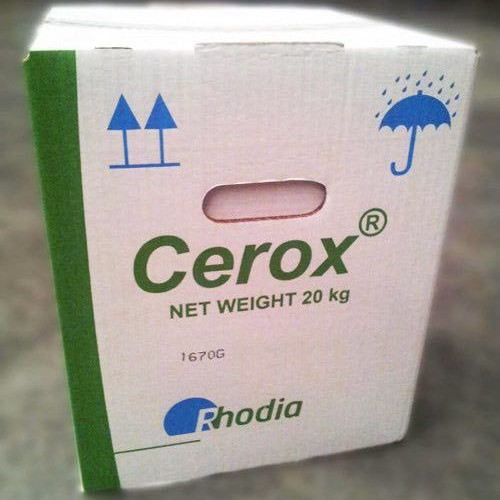 Cerox®
NET WEIGHT 20 kg
1670G
Rhodia